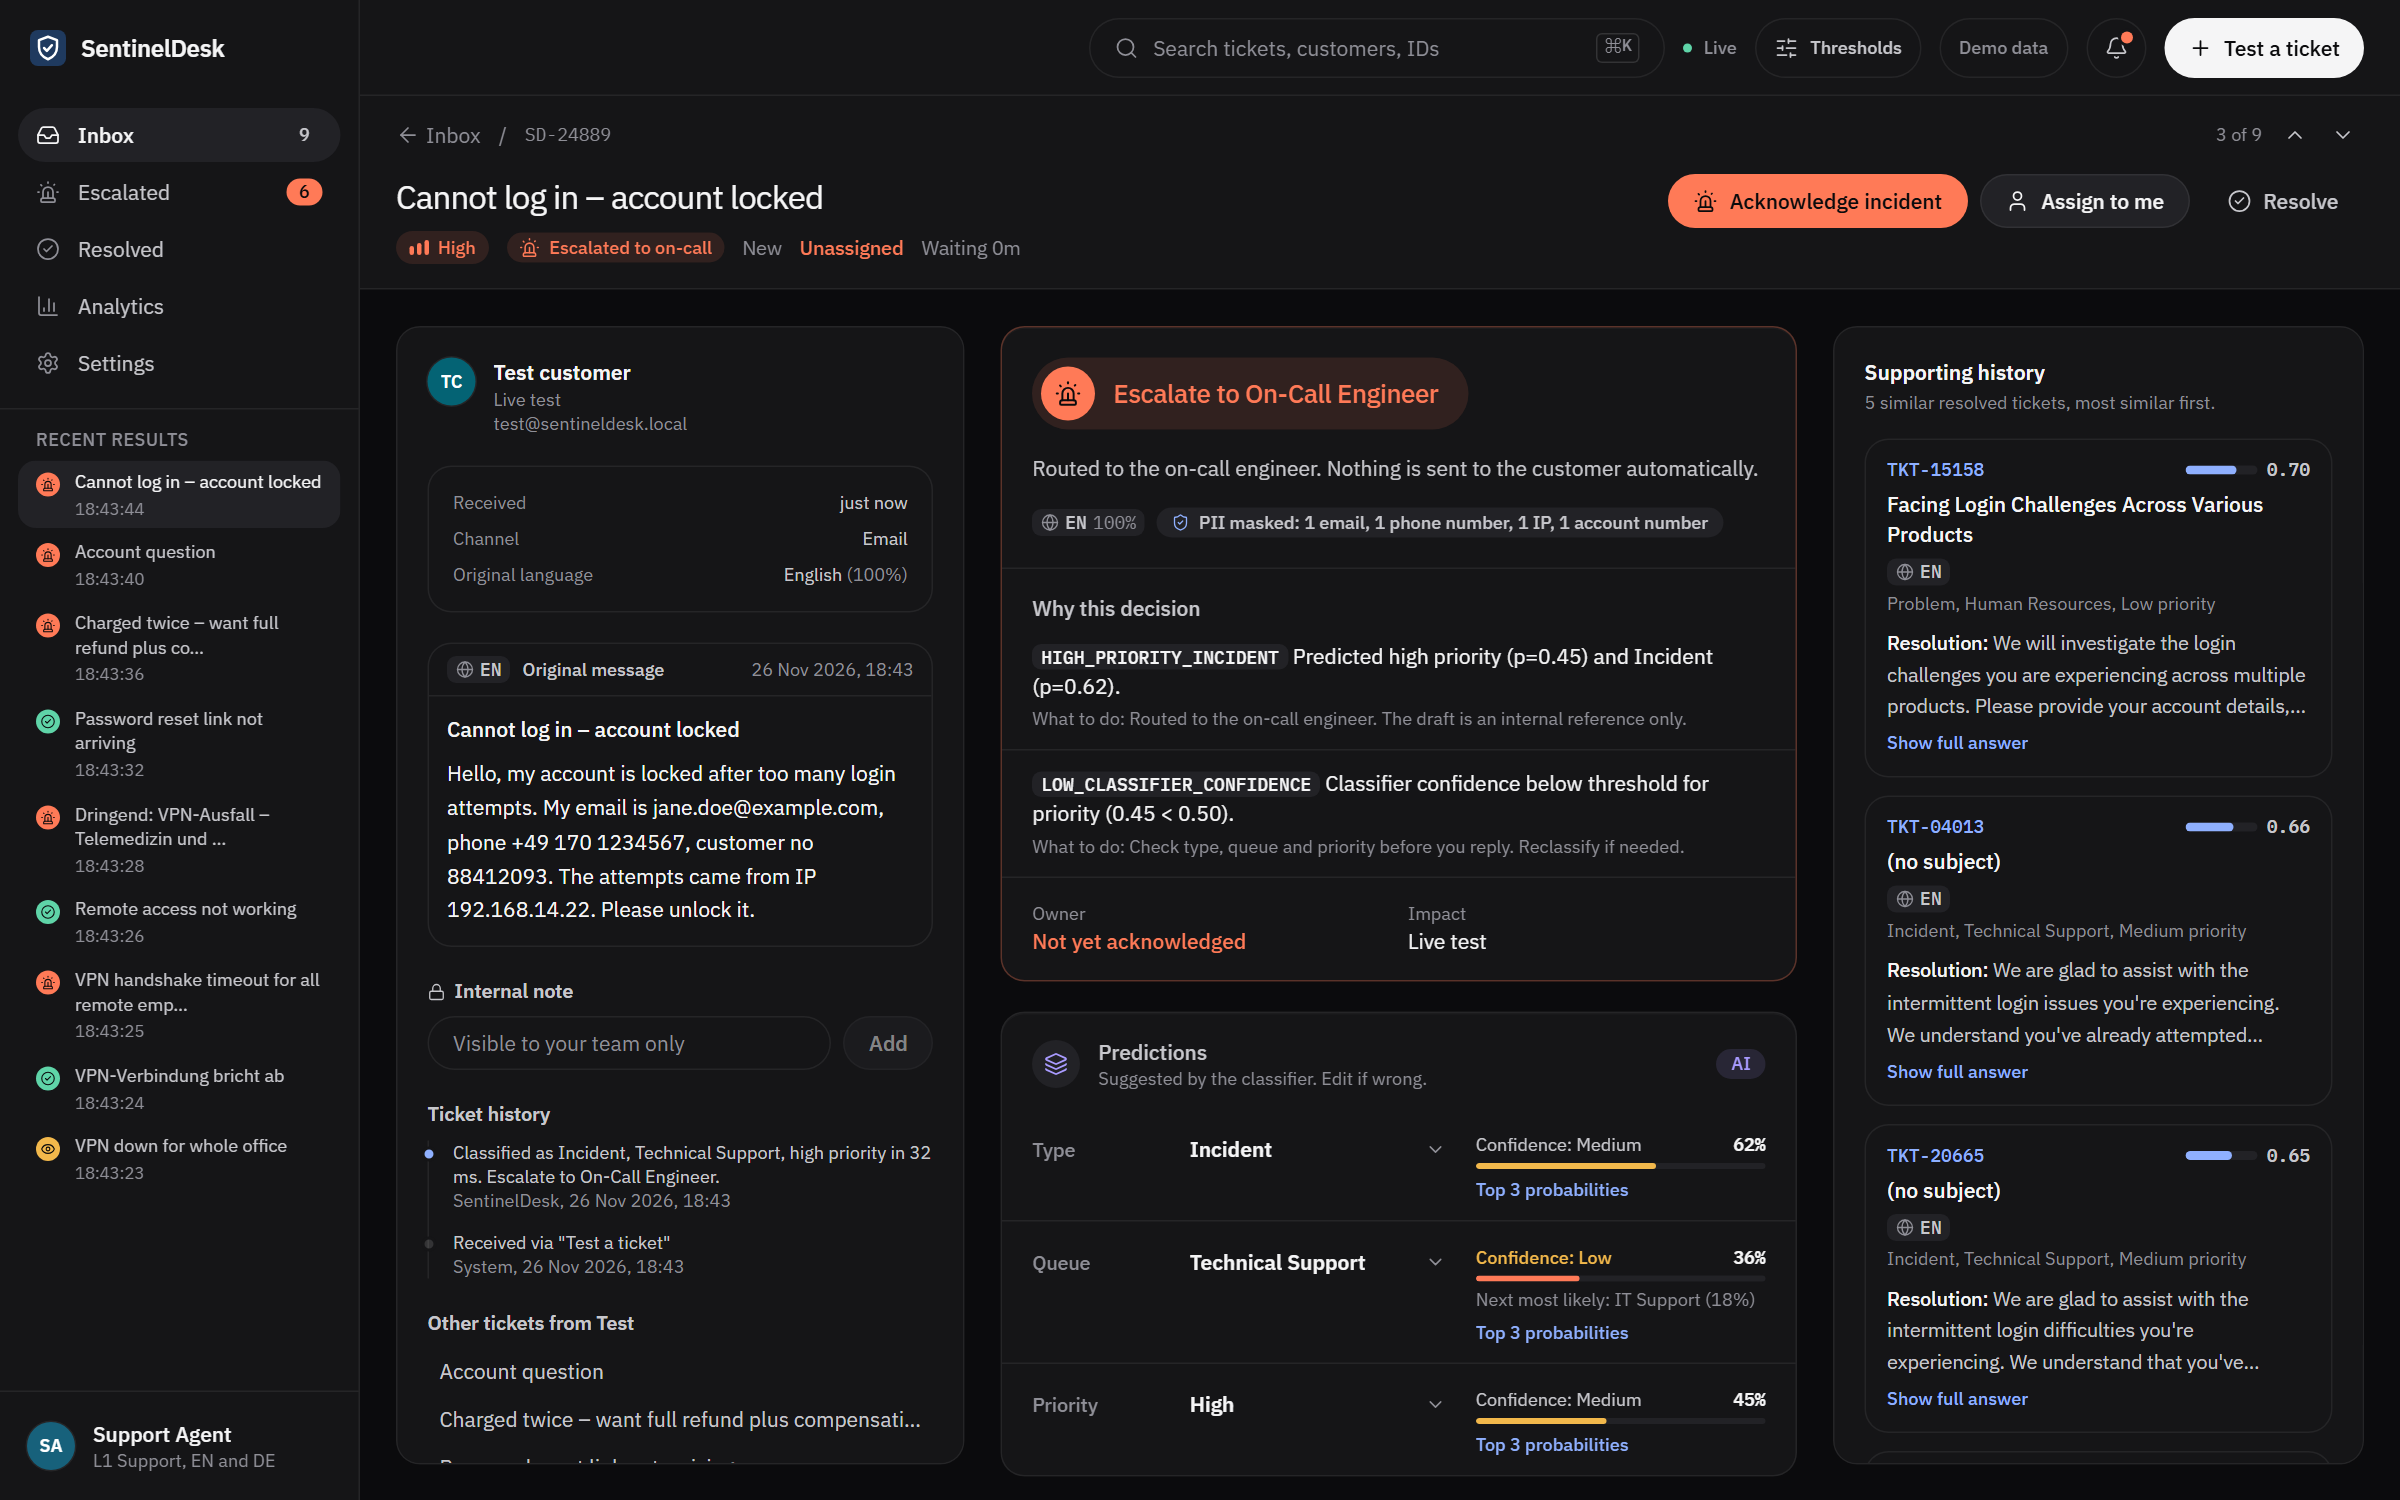 SentinelDesk
Search tickets, customers, IDs
⌘K
Live
Thresholds
Demo data
Test a ticket
Inbox
9
Escalated
6
Resolved
Analytics
Settings
RECENT RESULTS
Cannot log in – account locked
18:43:44
Account question
18:43:40
Charged twice – want full
refund plus co...
18:43:36
Password reset link not
arriving
18:43:32
Dringend: VPN-Ausfall –
Telemedizin und ...
18:43:28
Remote access not working
18:43:26
VPN handshake timeout for all
remote emp...
18:43:25
VPN-Verbindung bricht ab
18:43:24
VPN down for whole office
18:43:23
SA
Support Agent
L1 Support, EN and DE
Inbox / SD-24889
3 of 9
Cannot log in – account locked
Acknowledge incident
Assign to me
Resolve
High
Escalated to on-call
New
Unassigned
Waiting 0m
TC
Test customer
Live test
test@sentineldesk.local
Received
just now
Channel
Email
Original language
English (100%)
EN
Original message
26 Nov 2026, 18:43
Cannot log in – account locked
Hello, my account is locked after too many login
attempts. My email is jane.doe@example.com,
phone +49 170 1234567, customer no
88412093. The attempts came from IP
192.168.14.22. Please unlock it.
Internal note
Visible to your team only
Add
Ticket history
Classified as Incident, Technical Support, high priority in 32
ms. Escalate to On-Call Engineer.
SentinelDesk, 26 Nov 2026, 18:43
Received via "Test a ticket"
System, 26 Nov 2026, 18:43
Other tickets from Test
Account question
Charged twice – want full refund plus compensati...
Escalate to On-Call Engineer
Routed to the on-call engineer. Nothing is sent to the customer automatically.
EN 100%
PII masked: 1 email, 1 phone number, 1 IP, 1 account number
Why this decision
HIGH_PRIORITY_INCIDENT Predicted high priority (p=0.45) and Incident
(p=0.62).
What to do: Routed to the on-call engineer. The draft is an internal reference only.
LOW_CLASSIFIER_CONFIDENCE Classifier confidence below threshold for
priority (0.45 < 0.50).
What to do: Check type, queue and priority before you reply. Reclassify if needed.
Owner
Not yet acknowledged
Impact
Live test
Predictions
Suggested by the classifier. Edit if wrong.
AI
Type
Incident
Confidence: Medium
62%
Top 3 probabilities
Queue
Technical Support
Confidence: Low
36%
Next most likely: IT Support (18%)
Top 3 probabilities
Priority
High
Confidence: Medium
45%
Top 3 probabilities
Supporting history
5 similar resolved tickets, most similar first.
TKT-15158
0.70
Facing Login Challenges Across Various
Products
EN
Problem, Human Resources, Low priority
Resolution: We will investigate the login
challenges you are experiencing across multiple
products. Please provide your account details,...
Show full answer
TKT-04013
0.66
(no subject)
EN
Incident, Technical Support, Medium priority
Resolution: We are glad to assist with the
intermittent login issues you're experiencing.
We understand you've already attempted...
Show full answer
TKT-20665
0.65
(no subject)
EN
Incident, Technical Support, Medium priority
Resolution: We are glad to assist with the
intermittent login difficulties you're
experiencing. We understand that you've...
Show full answer